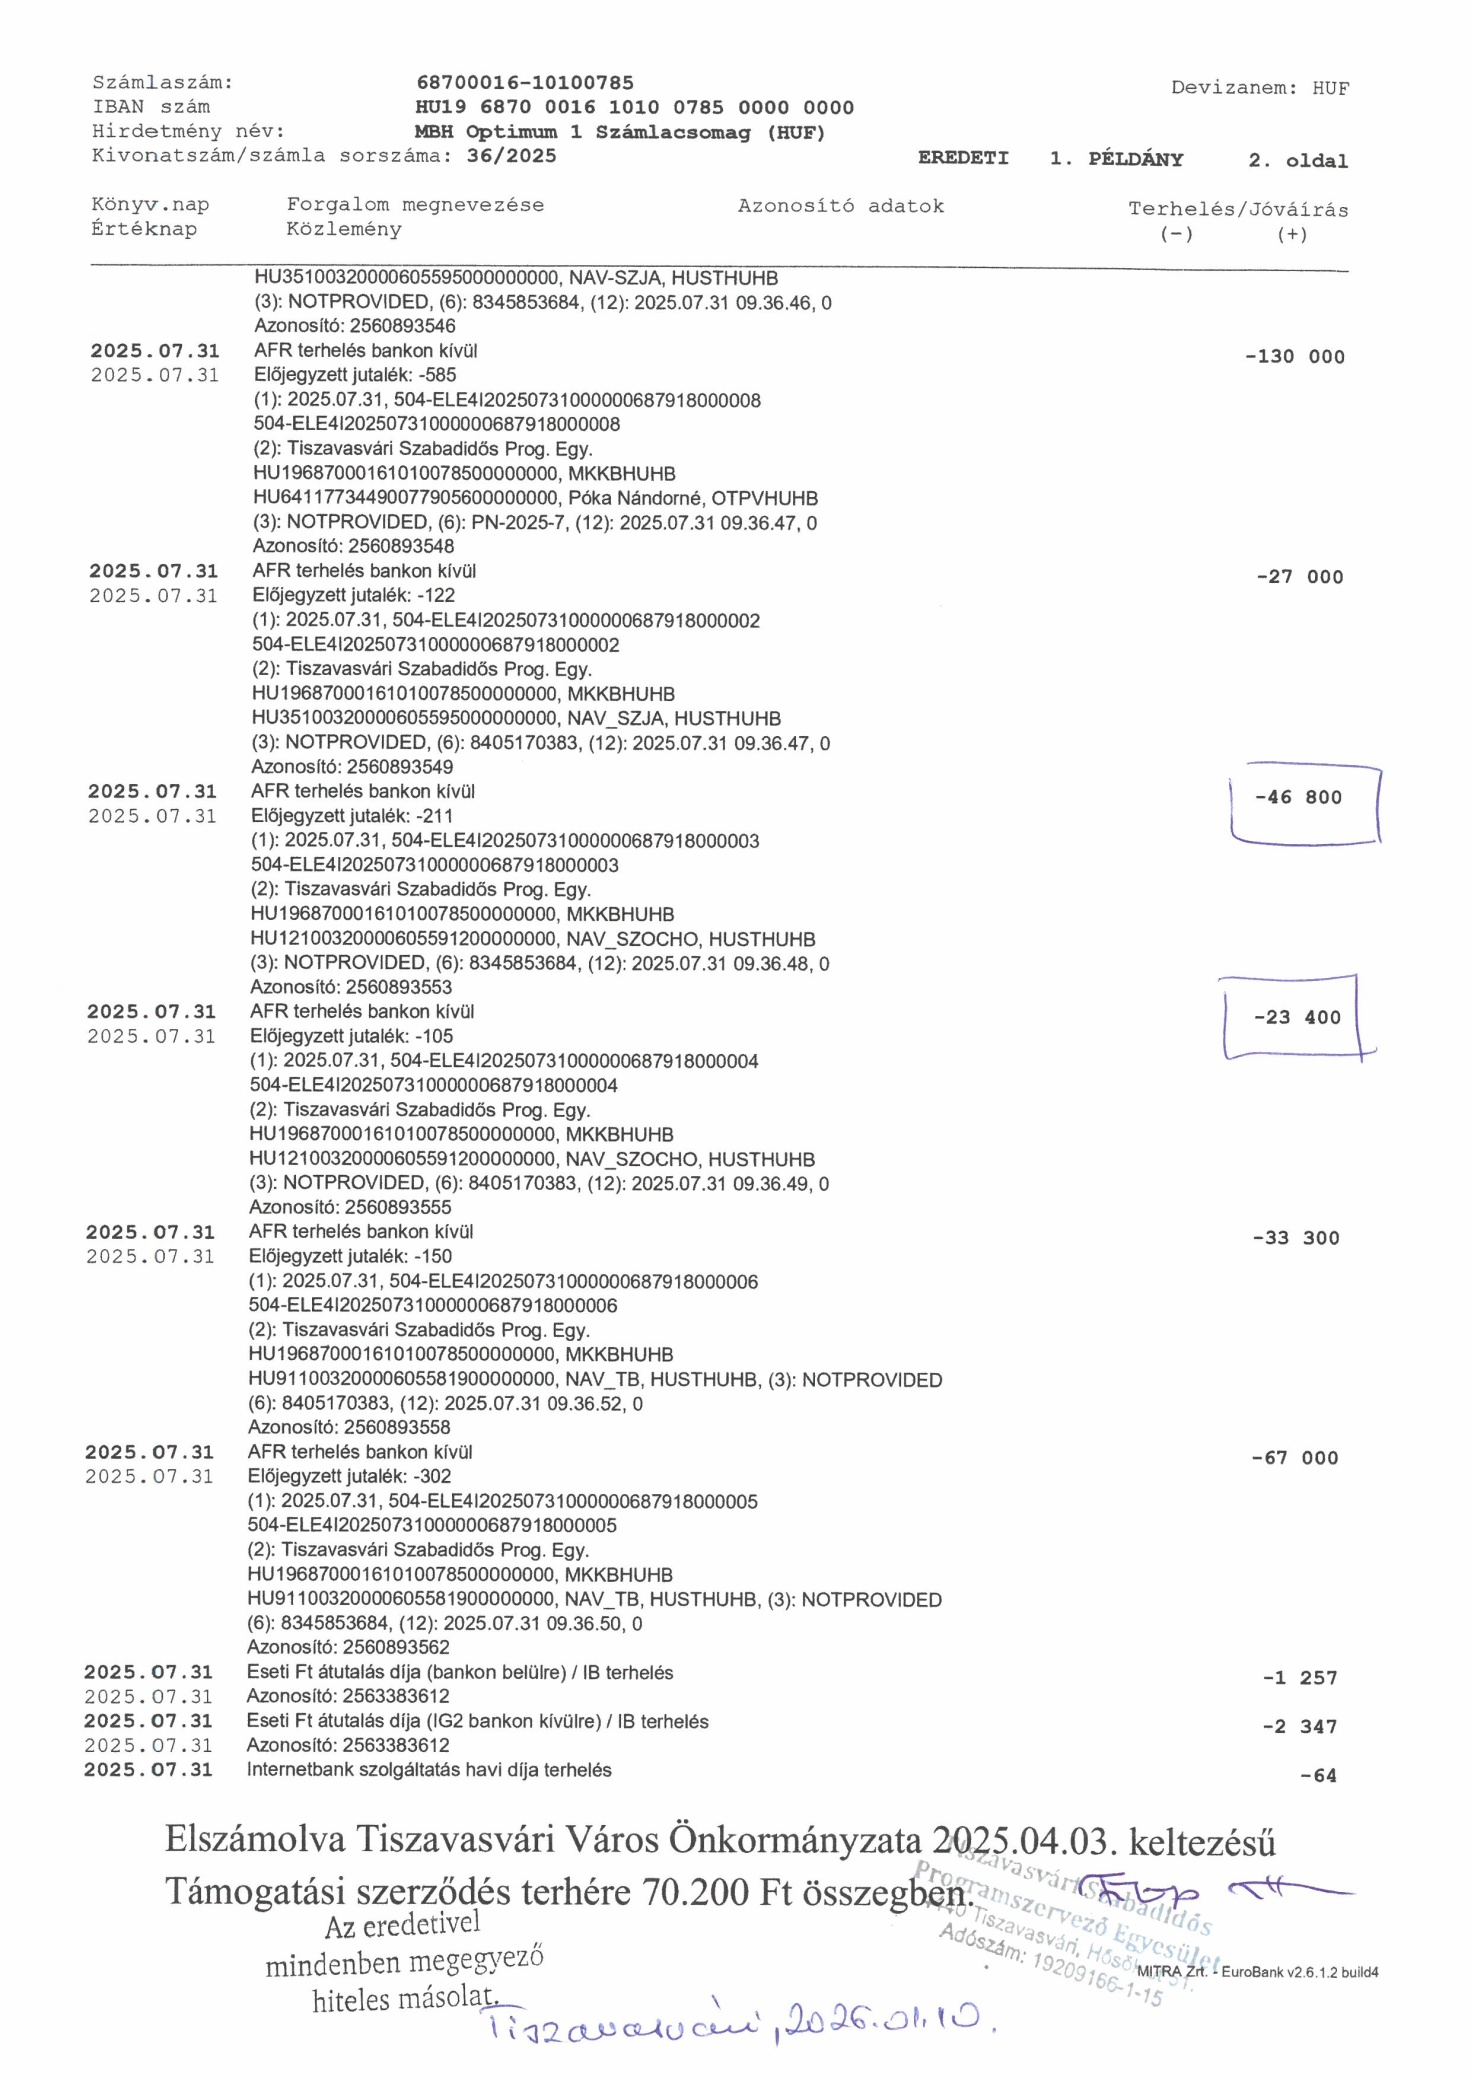 Számlaszám: 68700016-10100785 Devizanem: HUF
IBAN szám HU19 6870 0016 1010 0785 0000 0000
Hirdetmény név: MBH Optimum 1 Számlacsomag (HUF)
Kivonatszám/számla sorszáma: 36/2025 EREDETI 1. PÉLDÁNY 2. oldal
Könyv.nap Forgalom megnevezése Azonosító adatok Terhelés/Jóváírás
Értéknap Közlemény (-) (+)
HU35100320000605595000000000, NAV-SZJA, HUSTHUHB
(3): NOTPROVIDED, (6): 8345853684, (12): 2025.07.31 09.36.46, 0
Azonosító: 2560893546
2025.07.31 AFR terhelés bankon kívül -130 000
2025.07.31 Előjegyzett jutalék: -585
(1): 2025.07.31, 504-ELE4I20250731000000687918000008
504-ELE4I20250731000000687918000008
(2): Tiszavasvári Szabadidős Prog. Egy.
HU19687000161010078500000000, MKKBHUHB
HU64117734490077905600000000, Póka Nándorné, OTPVHUHB
(3): NOTPROVIDED, (6): PN-2025-7, (12): 2025.07.31 09.36.47, 0
Azonosító: 2560893548
2025.07.31 AFR terhelés bankon kívül -27 000
2025.07.31 Előjegyzett jutalék: -122
(1): 2025.07.31, 504-ELE4I20250731000000687918000002
504-ELE4I20250731000000687918000002
(2): Tiszavasvári Szabadidős Prog. Egy.
HU19687000161010078500000000, MKKBHUHB
HU35100320000605595000000000, NAV_SZJA, HUSTHUHB
(3): NOTPROVIDED, (6): 8405170383, (12): 2025.07.31 09.36.47, 0
Azonosító: 2560893549
2025.07.31 AFR terhelés bankon kívül -46 800
2025.07.31 Előjegyzett jutalék: -211
(1): 2025.07.31, 504-ELE4I20250731000000687918000003
504-ELE4I20250731000000687918000003
(2): Tiszavasvári Szabadidős Prog. Egy.
HU19687000161010078500000000, MKKBHUHB
HU12100320000605591200000000, NAV_SZOCHO, HUSTHUHB
(3): NOTPROVIDED, (6): 8345853684, (12): 2025.07.31 09.36.48, 0
Azonosító: 2560893553
2025.07.31 AFR terhelés bankon kívül -23 400
2025.07.31 Előjegyzett jutalék: -105
(1): 2025.07.31, 504-ELE4I20250731000000687918000004
504-ELE4I20250731000000687918000004
(2): Tiszavasvári Szabadidős Prog. Egy.
HU19687000161010078500000000, MKKBHUHB
HU12100320000605591200000000, NAV_SZOCHO, HUSTHUHB
(3): NOTPROVIDED, (6): 8405170383, (12): 2025.07.31 09.36.49, 0
Azonosító: 2560893555
2025.07.31 AFR terhelés bankon kívül -33 300
2025.07.31 Előjegyzett jutalék: -150
(1): 2025.07.31, 504-ELE4I20250731000000687918000006
504-ELE4I20250731000000687918000006
(2): Tiszavasvári Szabadidős Prog. Egy.
HU19687000161010078500000000, MKKBHUHB
HU91100320000605581900000000, NAV_TB, HUSTHUHB, (3): NOTPROVIDED
(6): 8405170383, (12): 2025.07.31 09.36.52, 0
Azonosító: 2560893558
2025.07.31 AFR terhelés bankon kívül -67 000
2025.07.31 Előjegyzett jutalék: -302
(1): 2025.07.31, 504-ELE4I20250731000000687918000005
504-ELE4I20250731000000687918000005
(2): Tiszavasvári Szabadidős Prog. Egy.
HU19687000161010078500000000, MKKBHUHB
HU91100320000605581900000000, NAV_TB, HUSTHUHB, (3): NOTPROVIDED
(6): 8345853684, (12): 2025.07.31 09.36.50, 0
Azonosító: 2560893562
2025.07.31 Eseti Ft átutalás díja (bankon belülre) / IB terhelés -1 257
2025.07.31 Azonosító: 2563383612
2025.07.31 Eseti Ft átutalás díja (IG2 bankon kívülre) / IB terhelés -2 347
2025.07.31 Azonosító: 2563383612
2025.07.31 Internetbank szolgáltatás havi díja terhelés -64
Elszámolva Tiszavasvári Város Önkormányzata 2025.04.03. keltezésű
Támogatási szerződés terhére 70.200 Ft összegben.
Tiszavasvári Szabadidős
Programszervező Egyesület
4440 Tiszavasvári, Hősök
Adószám: 19209166-1-15
Az eredetivel
mindenben megegyező
hiteles másolat.
MITRA Zrt. - EuroBank v2.6.1.2 build4
Tiszavasvári, 2026.01.10.